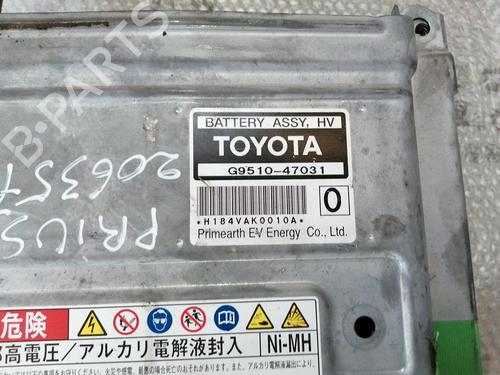 B-PARTS
BATTERY ASSY, HV
TOYOTA
G9510-47031
0
*H184VAK0010A*
Primearth EV Energy Co., Ltd.
206357
PRIUS
危険
高電圧/アルカリ電解液封入
Ni-MH